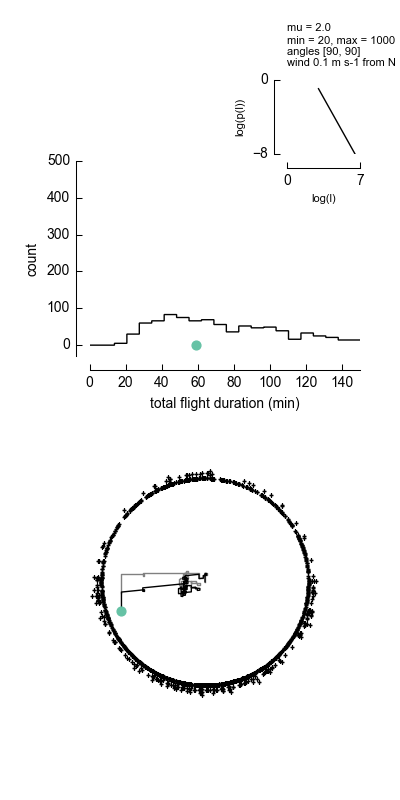 mu = 2.0
min = 20, max = 1000
angles [90, 90]
wind 0.1 m s-1 from N
0
log(p(l))
−8
0 7
log(l)
500
400
300
count
200
100
0
0 20 40 60 80 100 120 140
total flight duration (min)